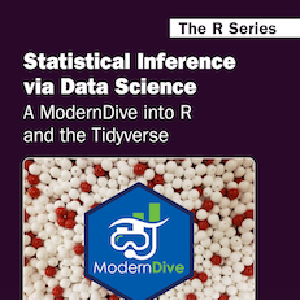 The R Series
Statistical Inference
via Data Science
A ModernDive into R
and the Tidyverse
ModernDive